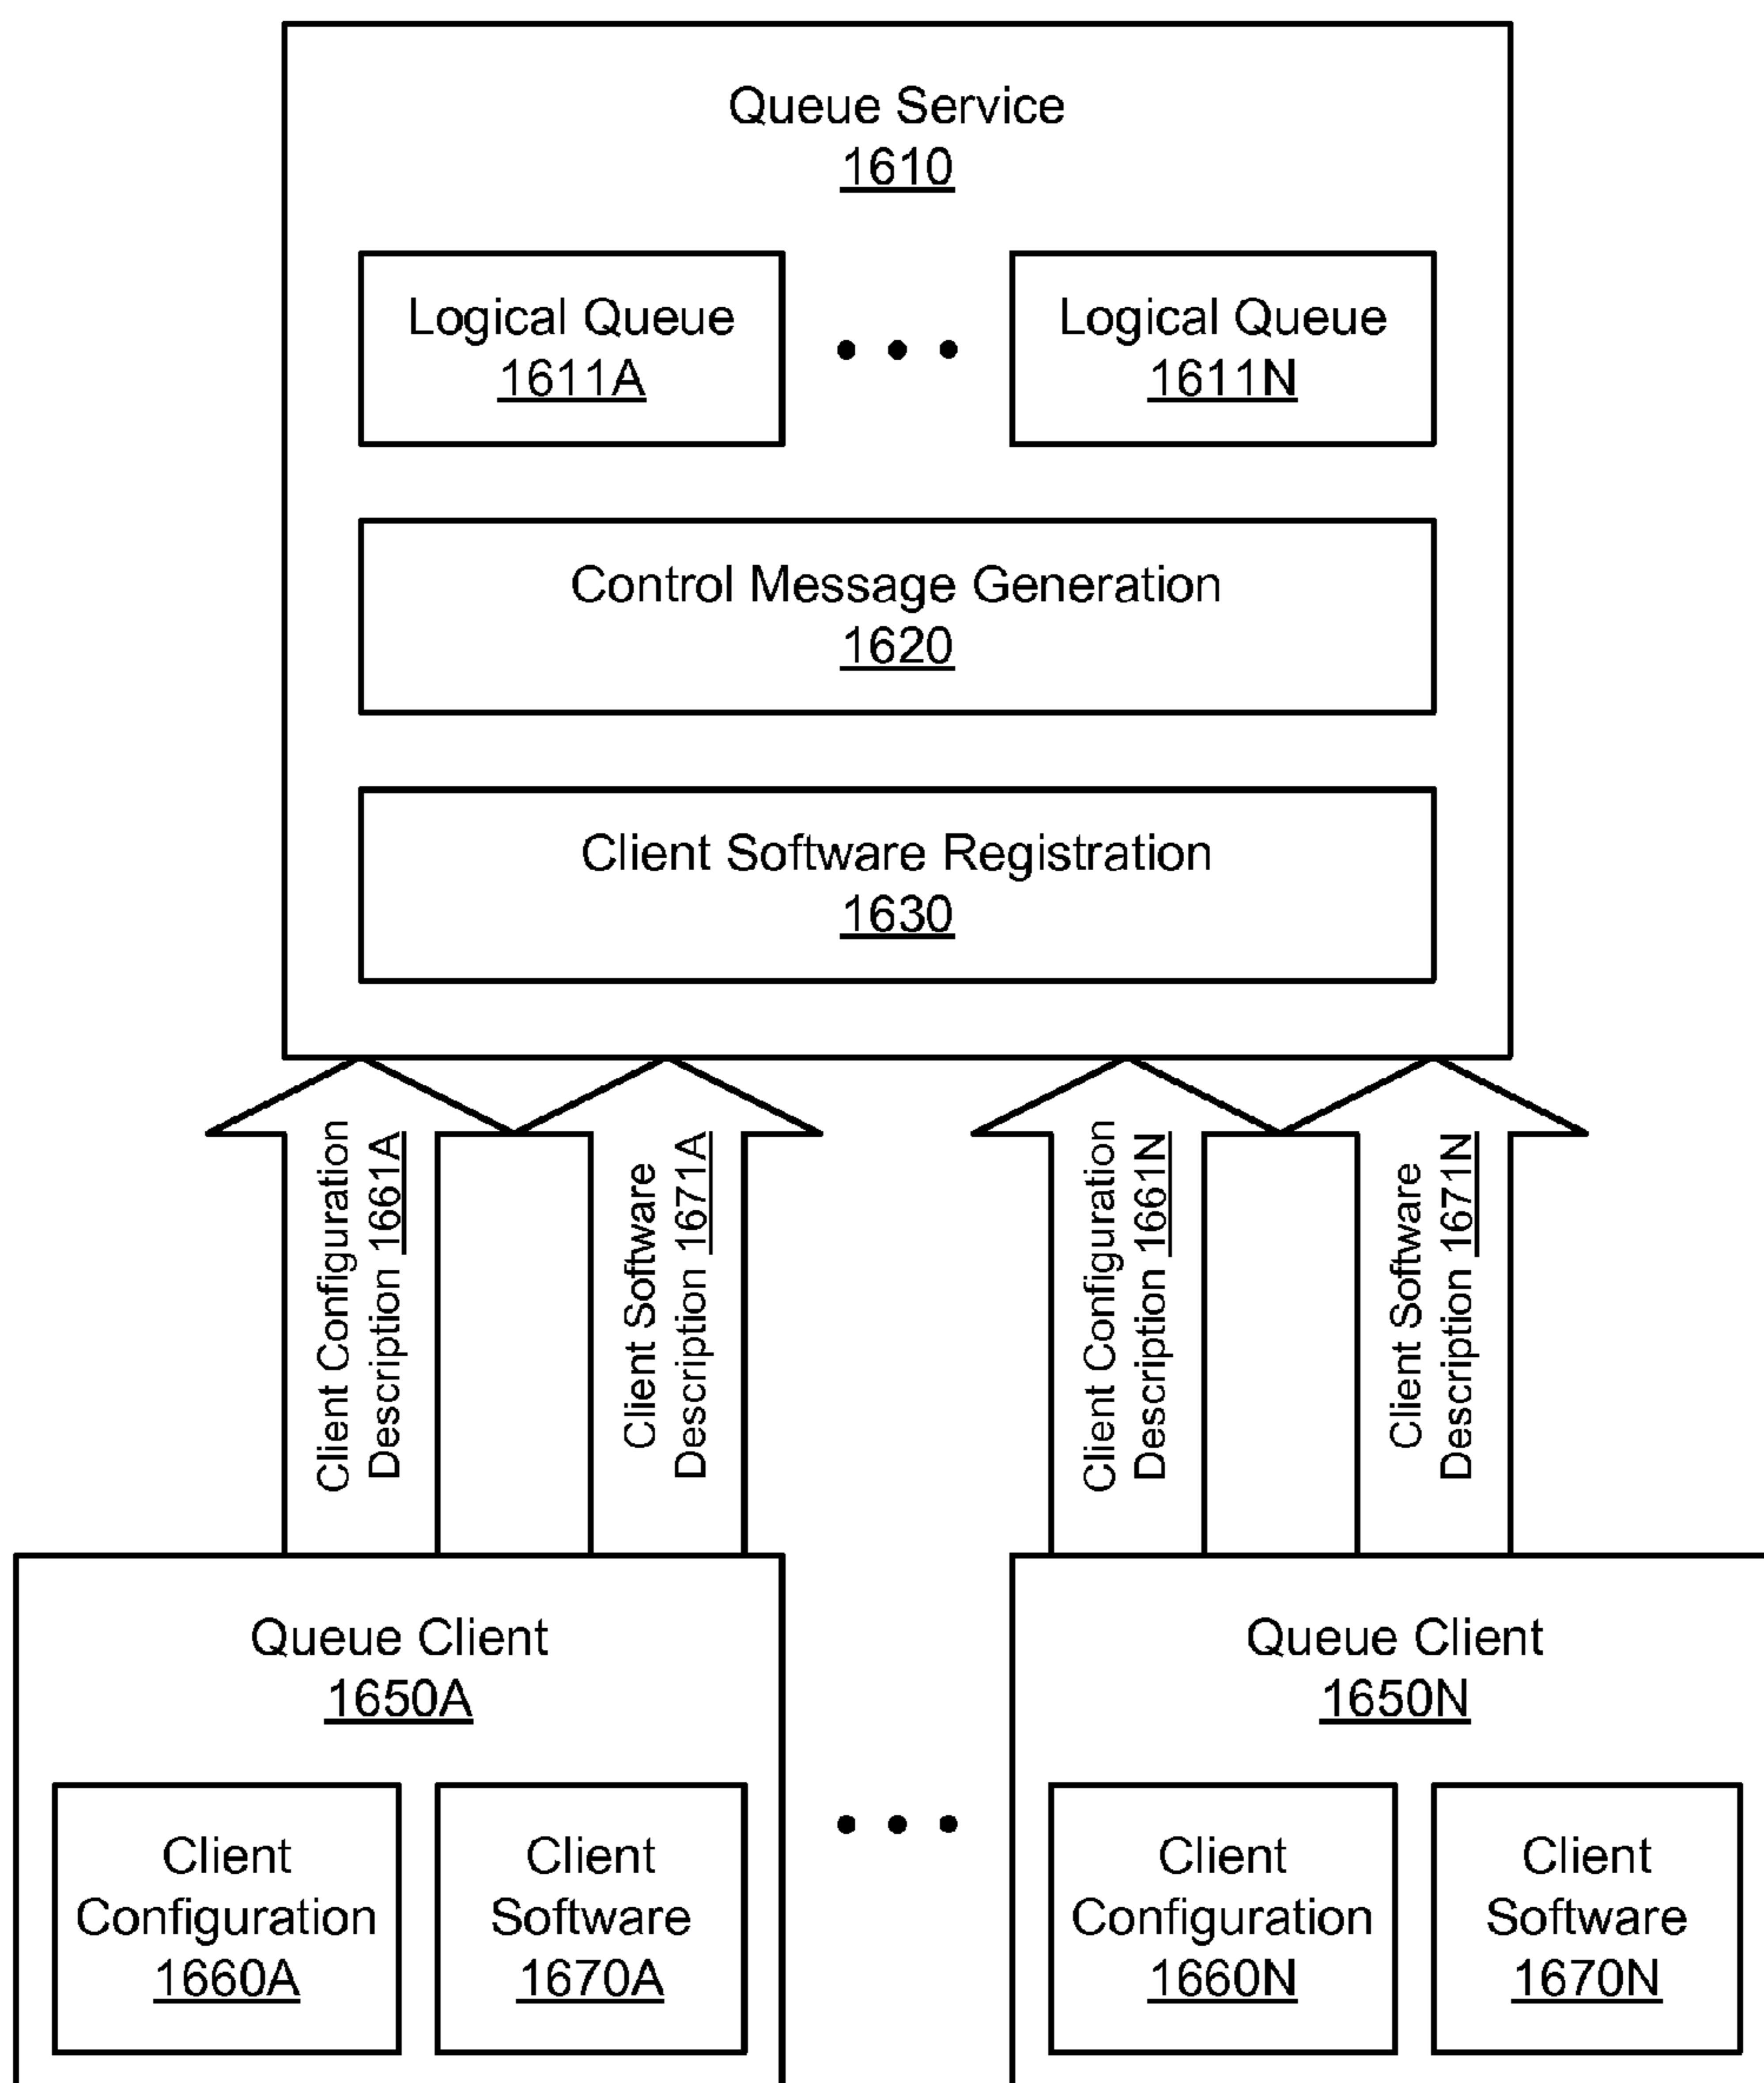 Queue Service
1610
Logical Queue
1611A
Logical Queue
1611N
Control Message Generation
1620
Client Software Registration
1630
Client Configuration
Description 1661A
Client Software
Description 1671A
Client Configuration
Description 1661N
Client Software
Description 1671N
Queue Client
1650A
Client
Configuration
1660A
Client
Software
1670A
Queue Client
1650N
Client
Configuration
1660N
Client
Software
1670N